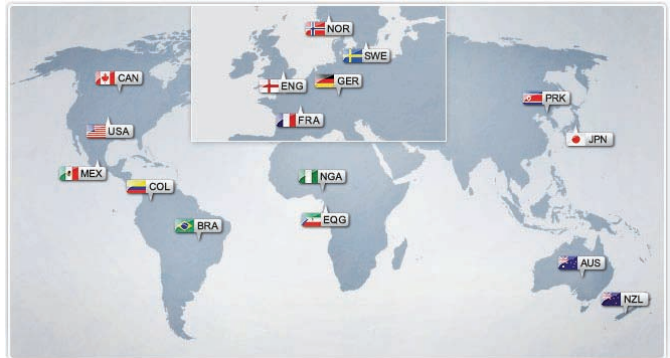 NOR
SWE
CAN
ENG
GER
PRK
FRA
USA
JPN
MEX
COL
NGA
BRA
EQG
AUS
NZL